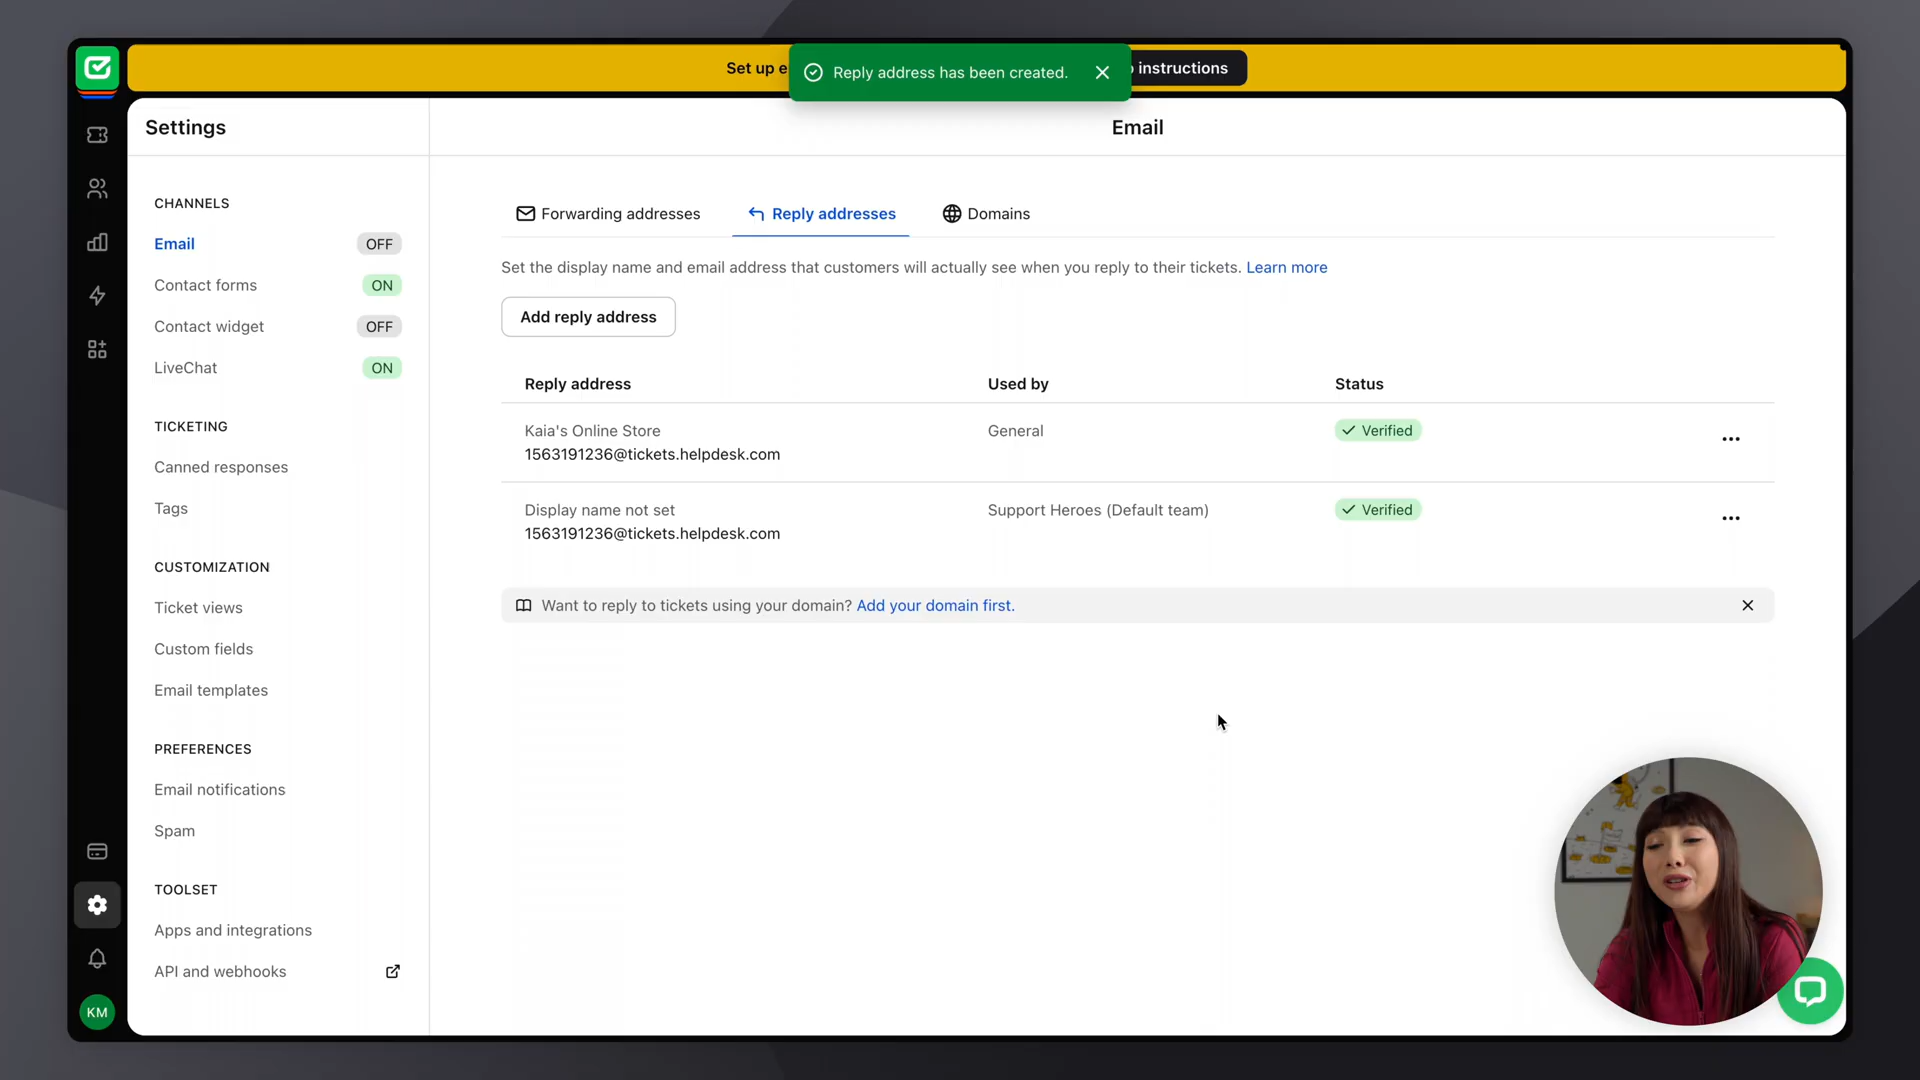 Set up e
Reply address has been created.
instructions
Settings
Email
CHANNELS
Email OFF
Contact forms ON
Contact widget OFF
LiveChat ON
TICKETING
Canned responses
Tags
CUSTOMIZATION
Ticket views
Custom fields
Email templates
PREFERENCES
Email notifications
Spam
TOOLSET
Apps and integrations
API and webhooks
KM
Forwarding addresses
Reply addresses
Domains
Set the display name and email address that customers will actually see when you reply to their tickets. Learn more
Add reply address
Reply address Used by Status
Kaia's Online Store General Verified
1563191236@tickets.helpdesk.com
Display name not set Support Heroes (Default team) Verified
1563191236@tickets.helpdesk.com
Want to reply to tickets using your domain? Add your domain first.